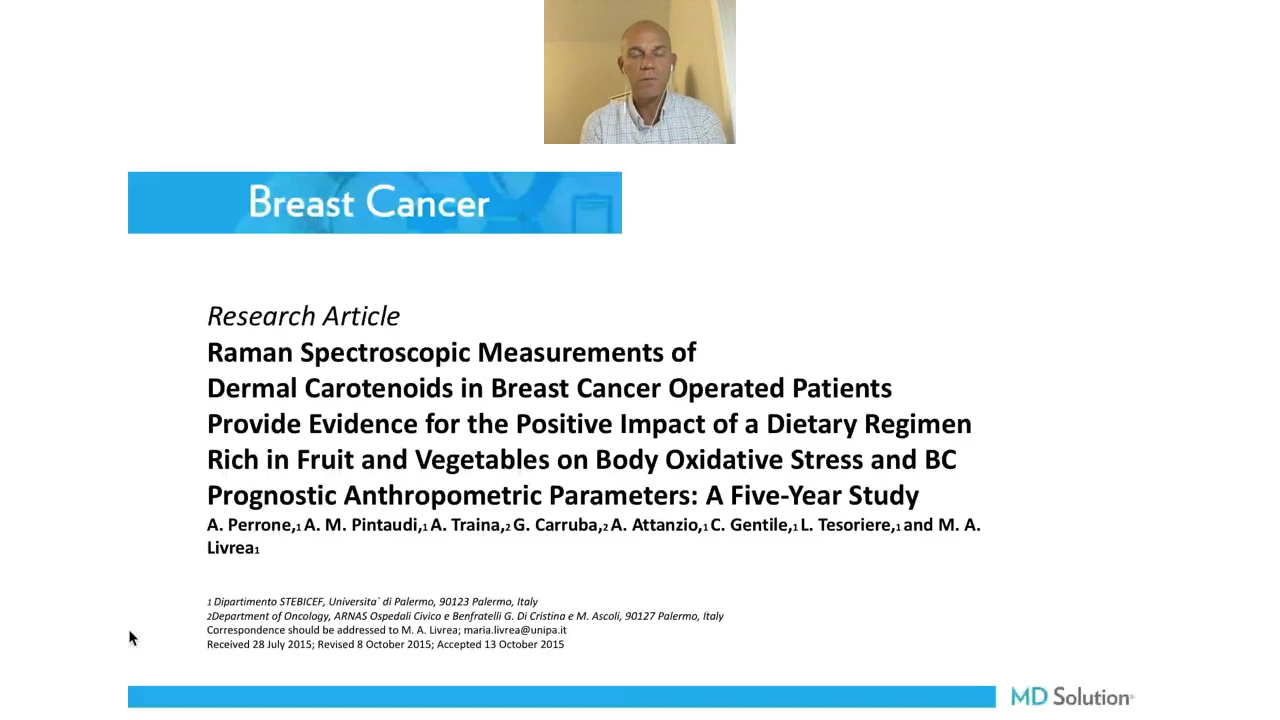 Breast Cancer
Research Article
Raman Spectroscopic Measurements of
Dermal Carotenoids in Breast Cancer Operated Patients
Provide Evidence for the Positive Impact of a Dietary Regimen
Rich in Fruit and Vegetables on Body Oxidative Stress and BC
Prognostic Anthropometric Parameters: A Five-Year Study
A. Perrone,1 A. M. Pintaudi,1 A. Traina,2 G. Carruba,2 A. Attanzio,1 C. Gentile,1 L. Tesoriere,1 and M. A.
Livrea1
1 Dipartimento STEBICEF, Universita` di Palermo, 90123 Palermo, Italy
2Department of Oncology, ARNAS Ospedali Civico e Benfratelli G. Di Cristina e M. Ascoli, 90127 Palermo, Italy
Correspondence should be addressed to M. A. Livrea; maria.livrea@unipa.it
Received 28 July 2015; Revised 8 October 2015; Accepted 13 October 2015
MD Solution